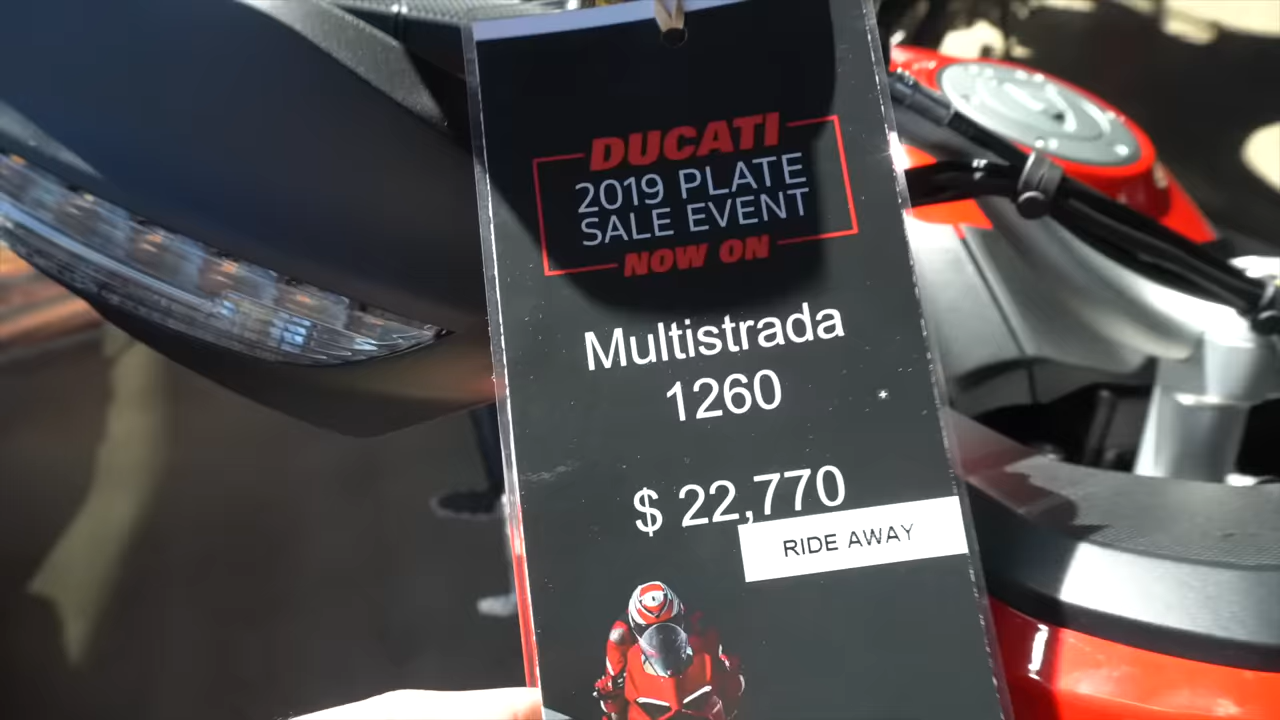 DUCATI
2019 PLATE
SALE EVENT
NOW ON
Multistrada
1260
$ 22,770
RIDE AWAY